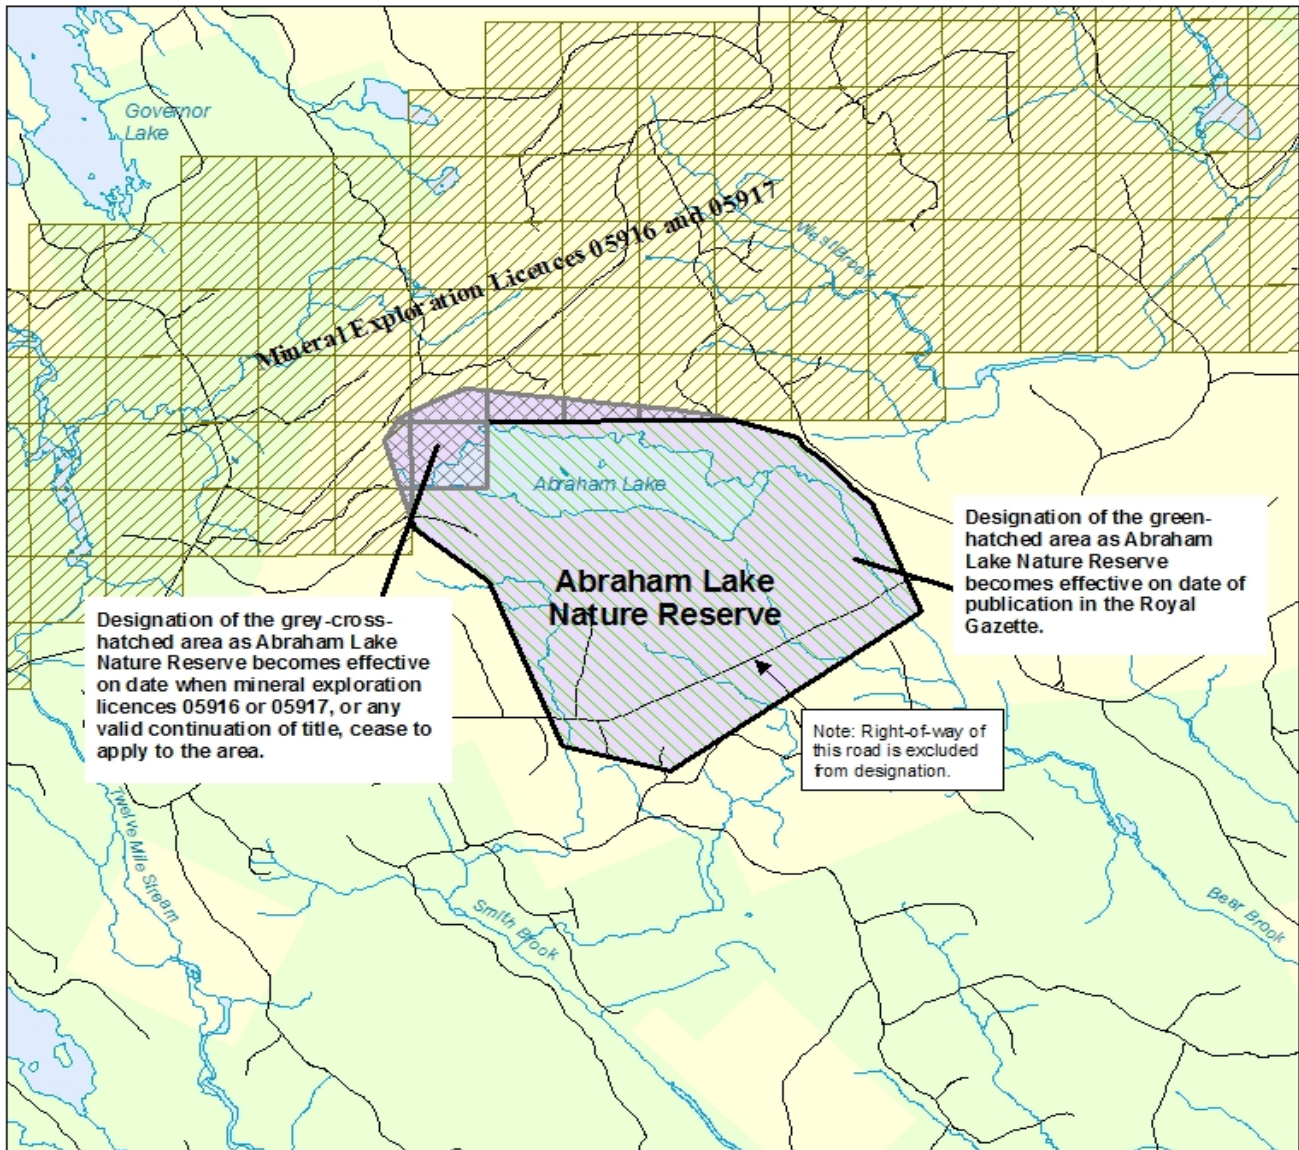 Governor
Lake
Mineral Exploration Licences 05916 and 05917
West Brook
Abraham Lake
Abraham Lake
Nature Reserve
Designation of the green-
hatched area as Abraham
Lake Nature Reserve
becomes effective on date of
publication in the Royal
Gazette.
Designation of the grey-cross-
hatched area as Abraham Lake
Nature Reserve becomes effective
on date when mineral exploration
licences 05916 or 05917, or any
valid continuation of title, cease to
apply to the area.
Note: Right-of-way of
this road is excluded
from designation.
Twelve Mile Stream
Smith Brook
Bear Brook